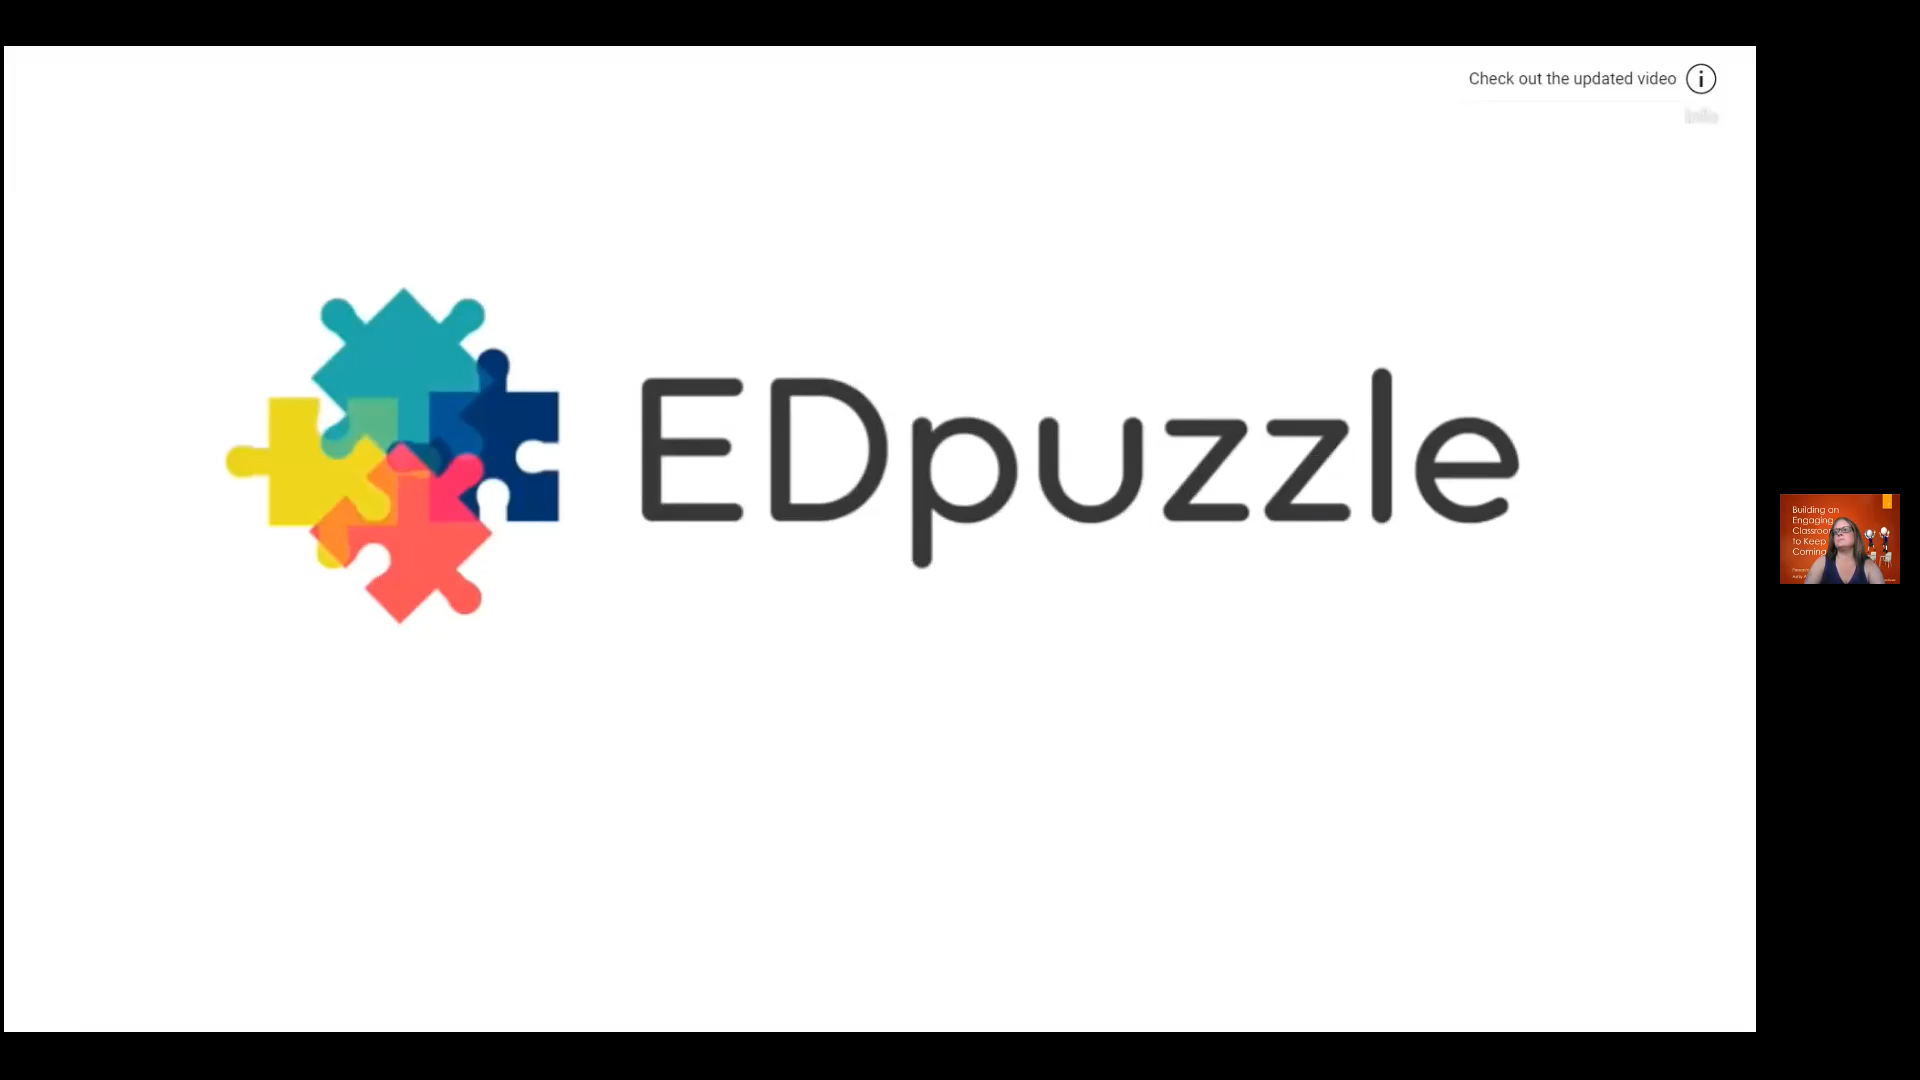 Check out the updated video
EDpuzzle
Building an
Engaging
to Keep